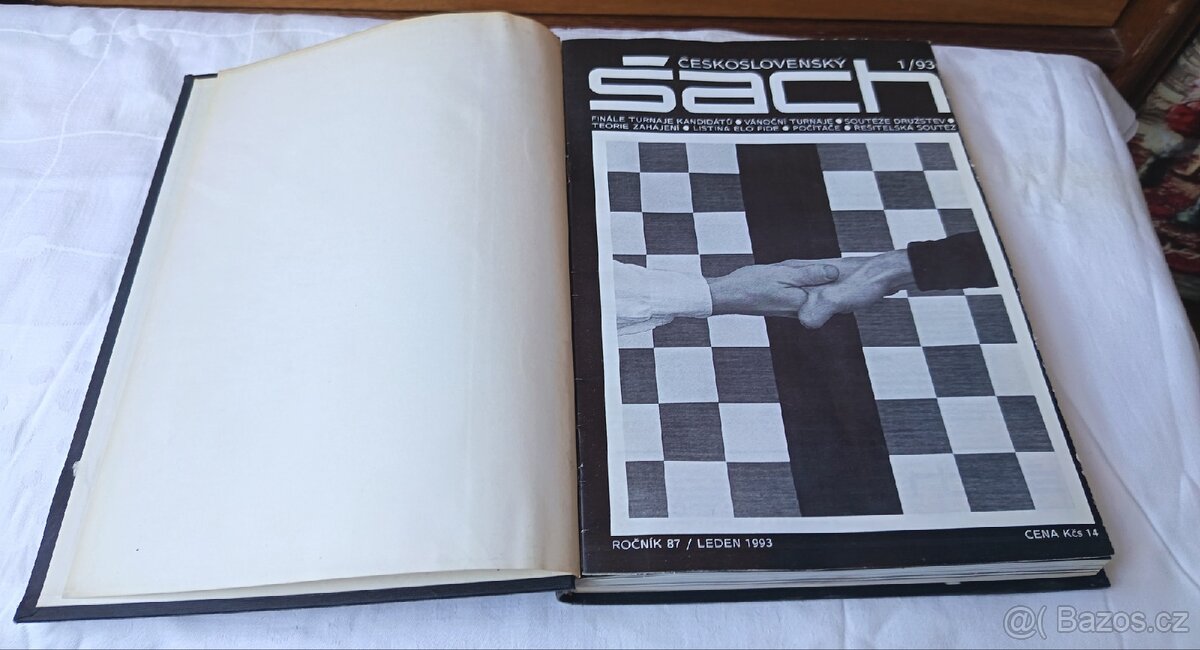 ČESKOSLOVENSKÝ 1/93
šach
FINÁLE TURNAJE KANDIDÁTŮ ● VÁNOČNÍ TURNAJE ● SOUTĚŽE DRUŽSTEV ●
TEORIE ZAHÁJENÍ ● LISTINA ELO FIDE ● POČÍTAČE ● ŘEŠITELSKÁ SOUTĚŽ
ROČNÍK 87 / LEDEN 1993
CENA Kčs 14
@( Bazos.cz